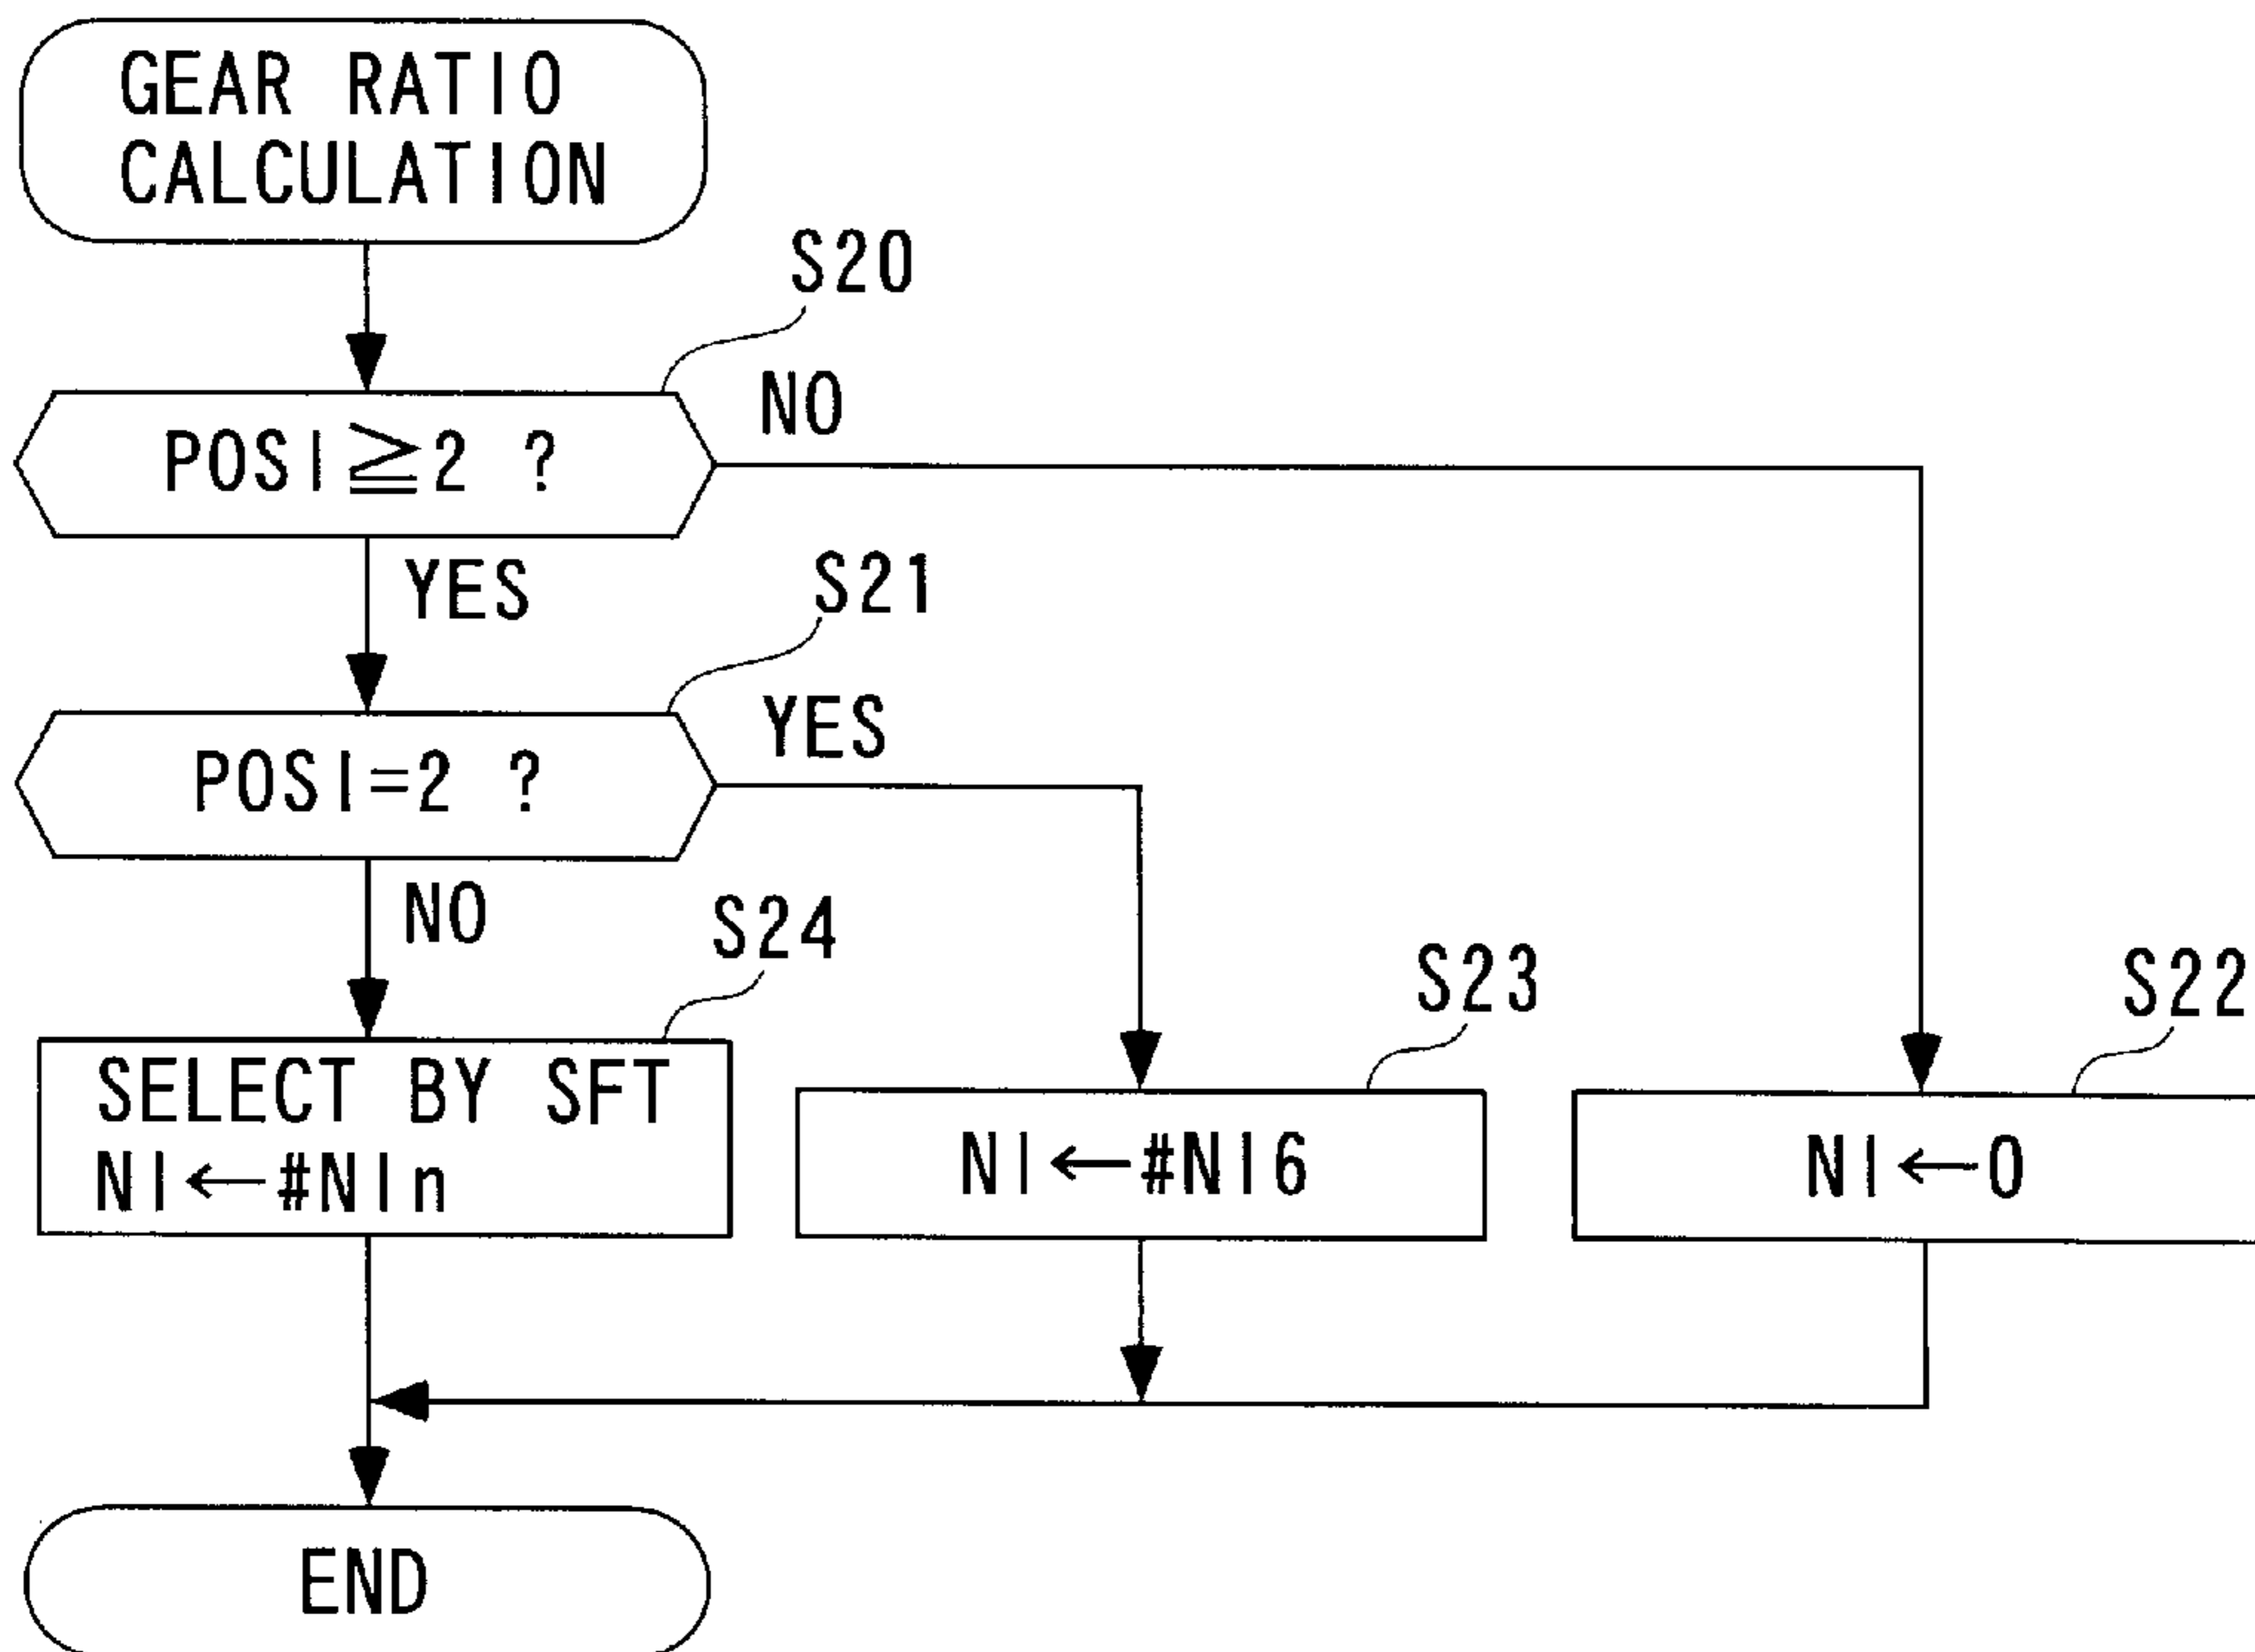 GEAR RATIO
CALCULATION
S20
POSI≧2 ?
NO
YES
S21
POSI=2 ?
YES
NO
S24
S23
S22
SELECT BY SFT
NI←#NIn
NI←#NI6
NI←0
END